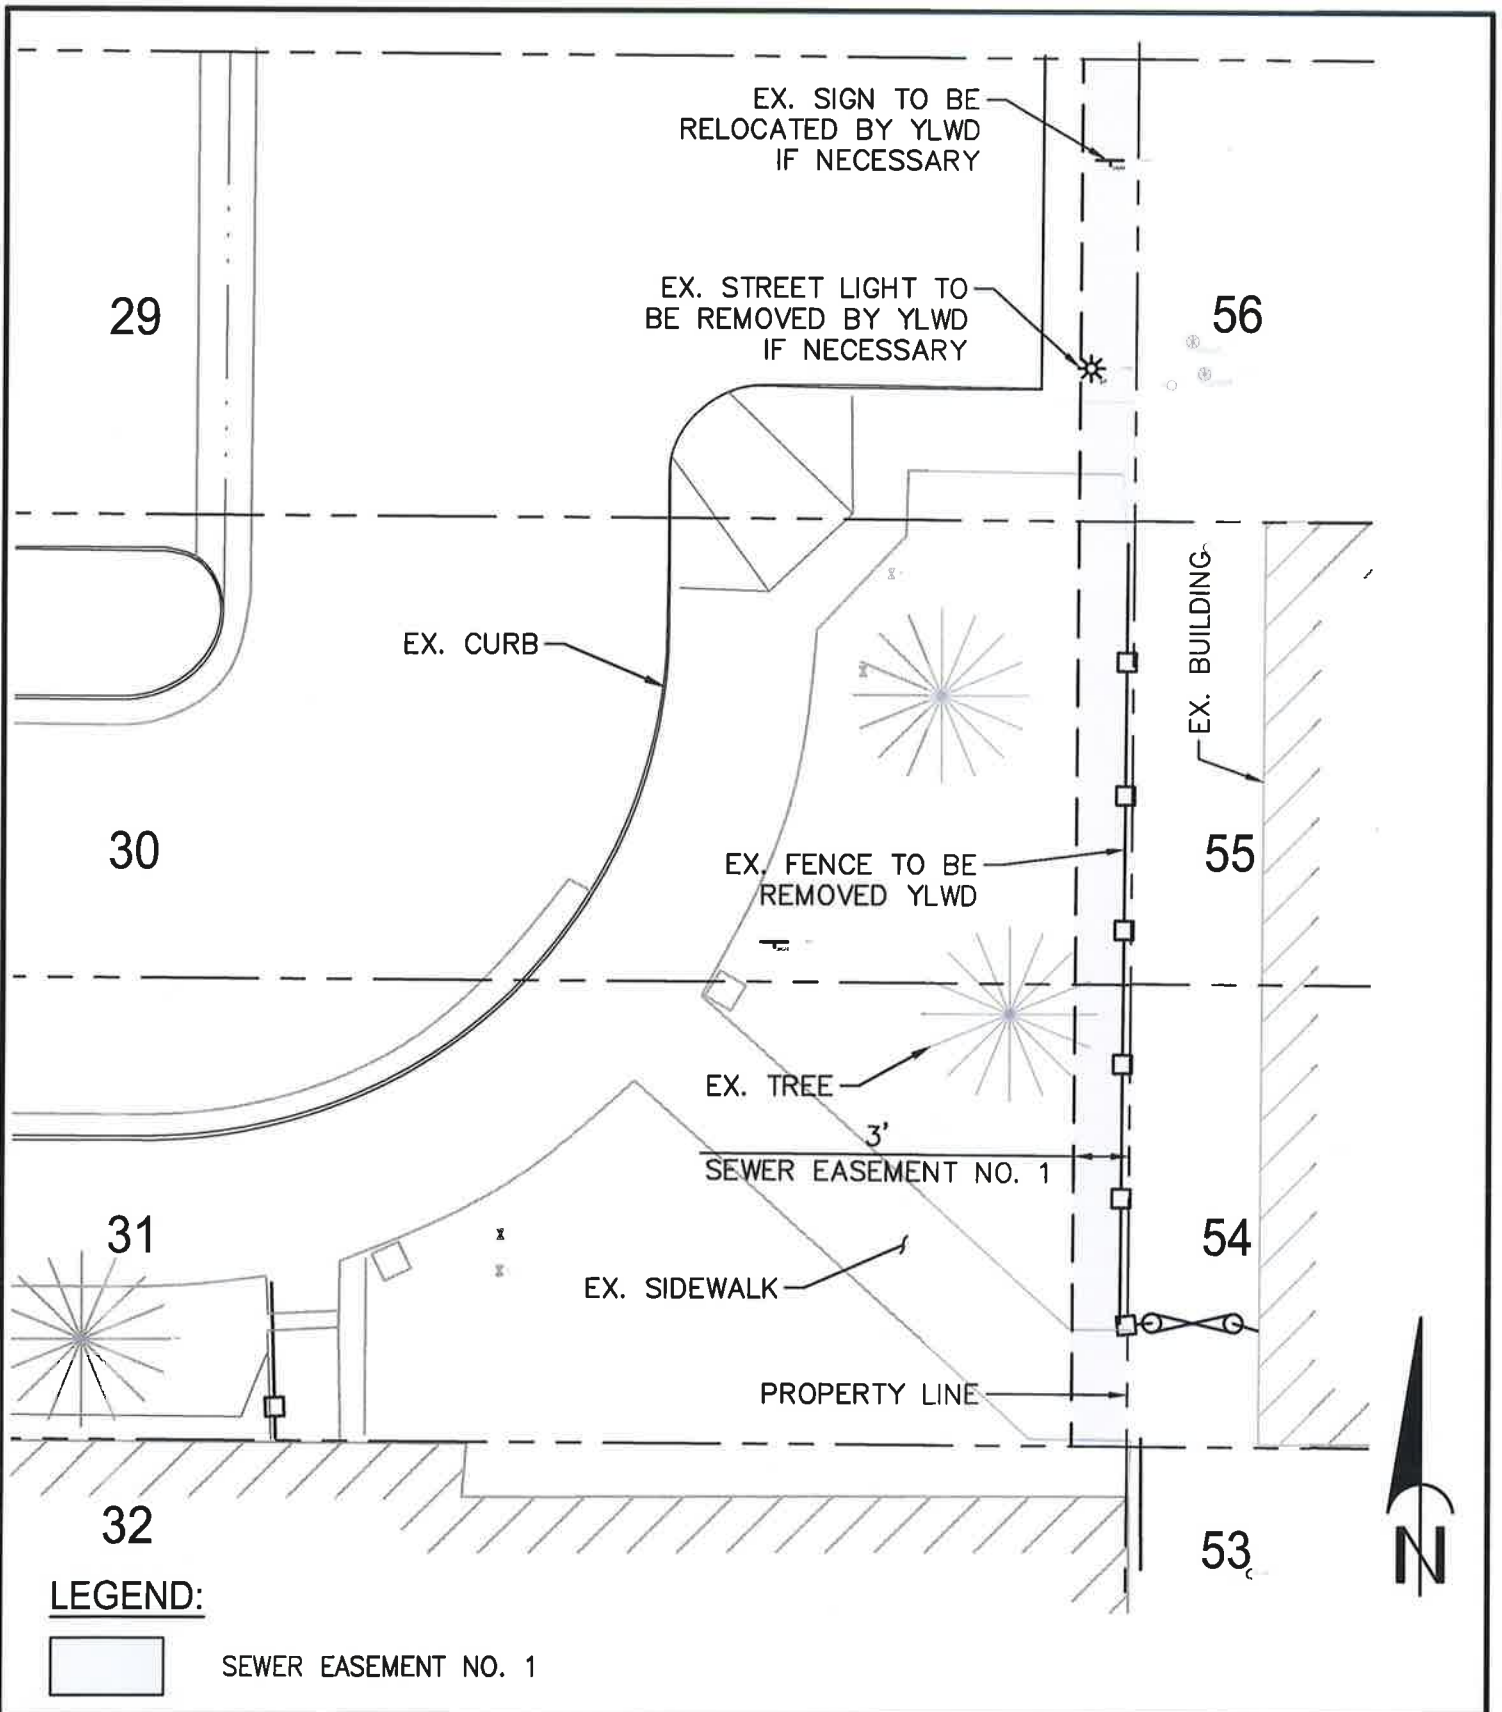 EX. SIGN TO BE
RELOCATED BY YLWD
IF NECESSARY
29
EX. STREET LIGHT TO
BE REMOVED BY YLWD
IF NECESSARY
56
EX. BUILDING
EX. CURB
30
EX. FENCE TO BE
REMOVED YLWD
55
EX. TREE
3'
SEWER EASEMENT NO. 1
31
54
EX. SIDEWALK
PROPERTY LINE
32
53
N
LEGEND:
SEWER EASEMENT NO. 1